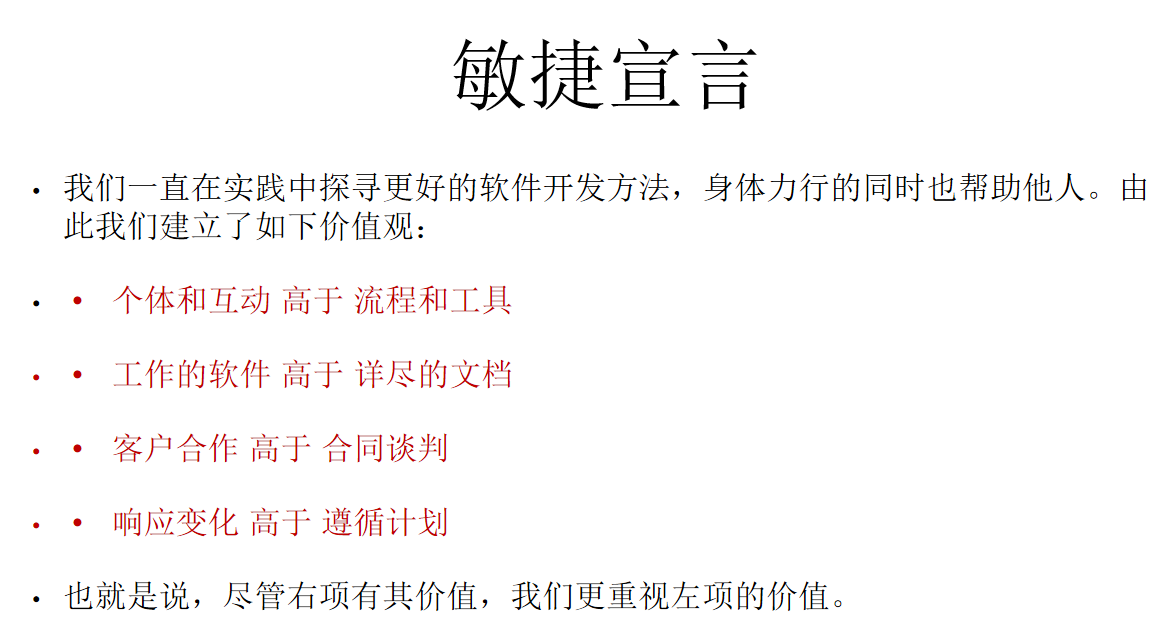 敏捷宣言
• 我们一直在实践中探寻更好的软件开发方法，身体力行的同时也帮助他人。由
此我们建立了如下价值观：
• • 个体和互动 高于 流程和工具
• • 工作的软件 高于 详尽的文档
• • 客户合作 高于 合同谈判
• • 响应变化 高于 遵循计划
• 也就是说，尽管右项有其价值，我们更重视左项的价值。